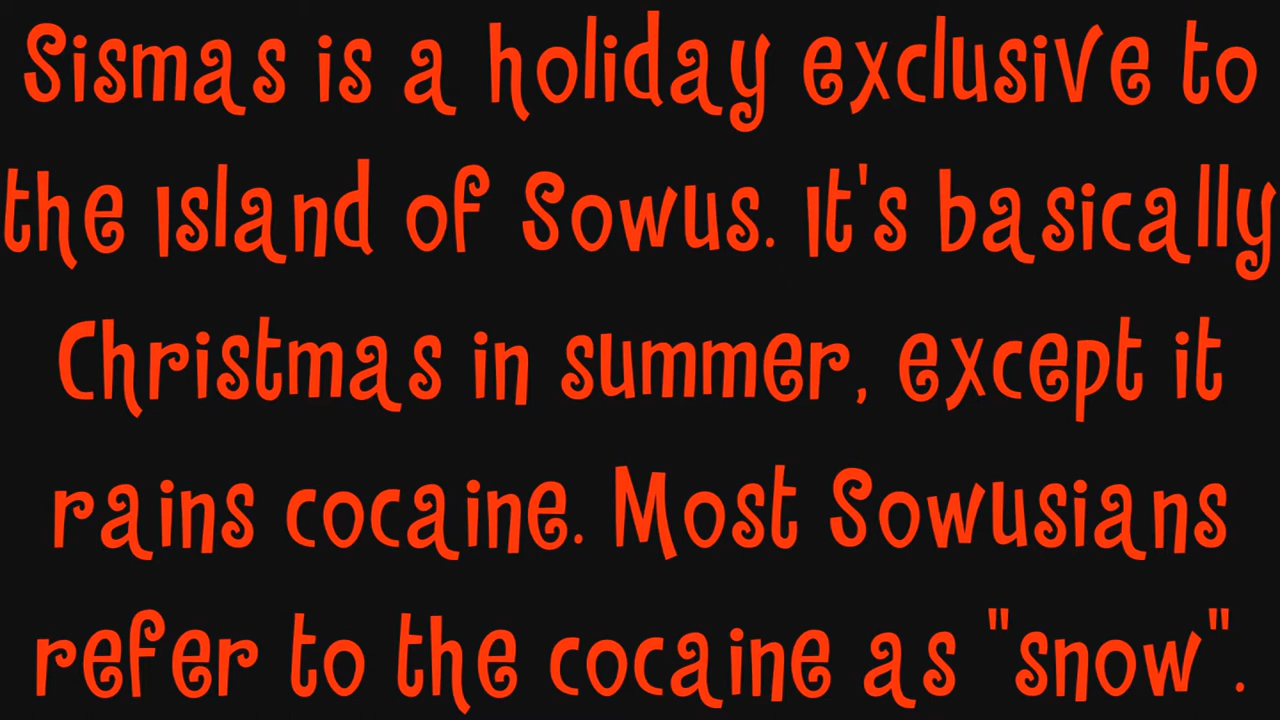 Sismas is a holiday exclusive to
the Island of Sowus. It's basically
Christmas in summer, except it
rains cocaine. Most Sowusians
refer to the cocaine as "snow".